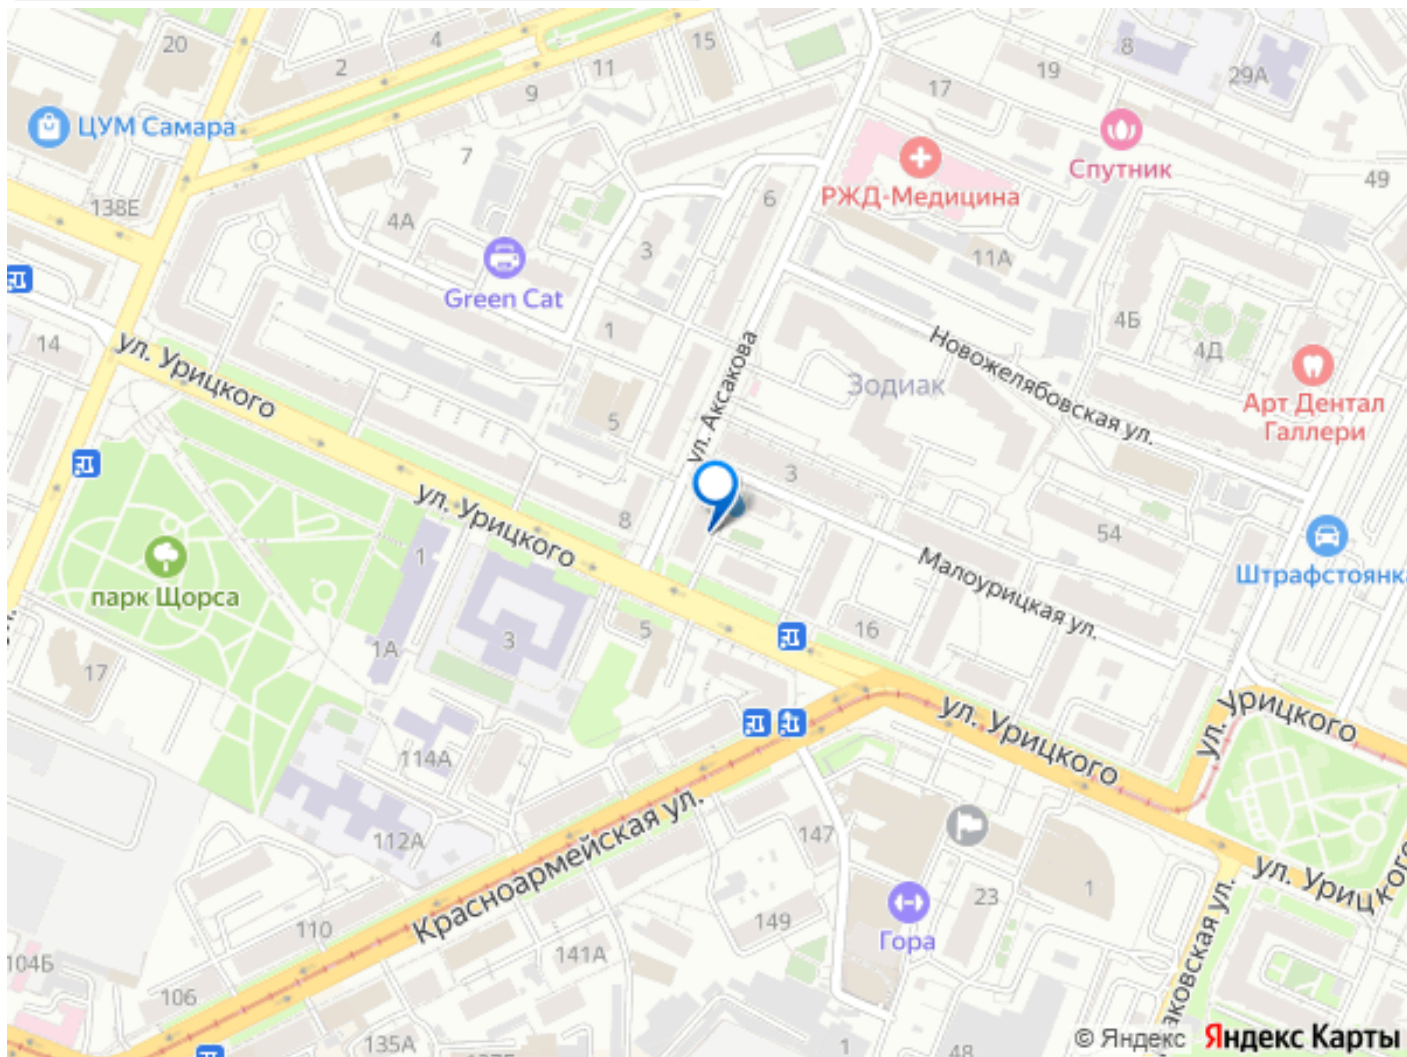 20
4
2
15
11
9
8
29А
19
17
ЦУМ Самара
7
Спутник
РЖД-Медицина
49
138Е
4А
6
3
11А
Green Cat
1
4Б
4Д
14
ул. Урицкого
ул. Аксакова
Новожелябовская ул.
Зодиак
5
Арт Дентал
Галлери
3
8
ул. Урицкого
54
1
Малоурицкая ул.
Штрафстоянка
парк Щорса
1А
3
5
16
17
ул. Урицкого
ул. Урицкого
114А
112А
Красноармейская ул.
147
1
ул. Урицкого
23
149
Гора
110
141А
104Б
106
135А
1
48
аковская ул.
© Яндекс Яндекс Карты